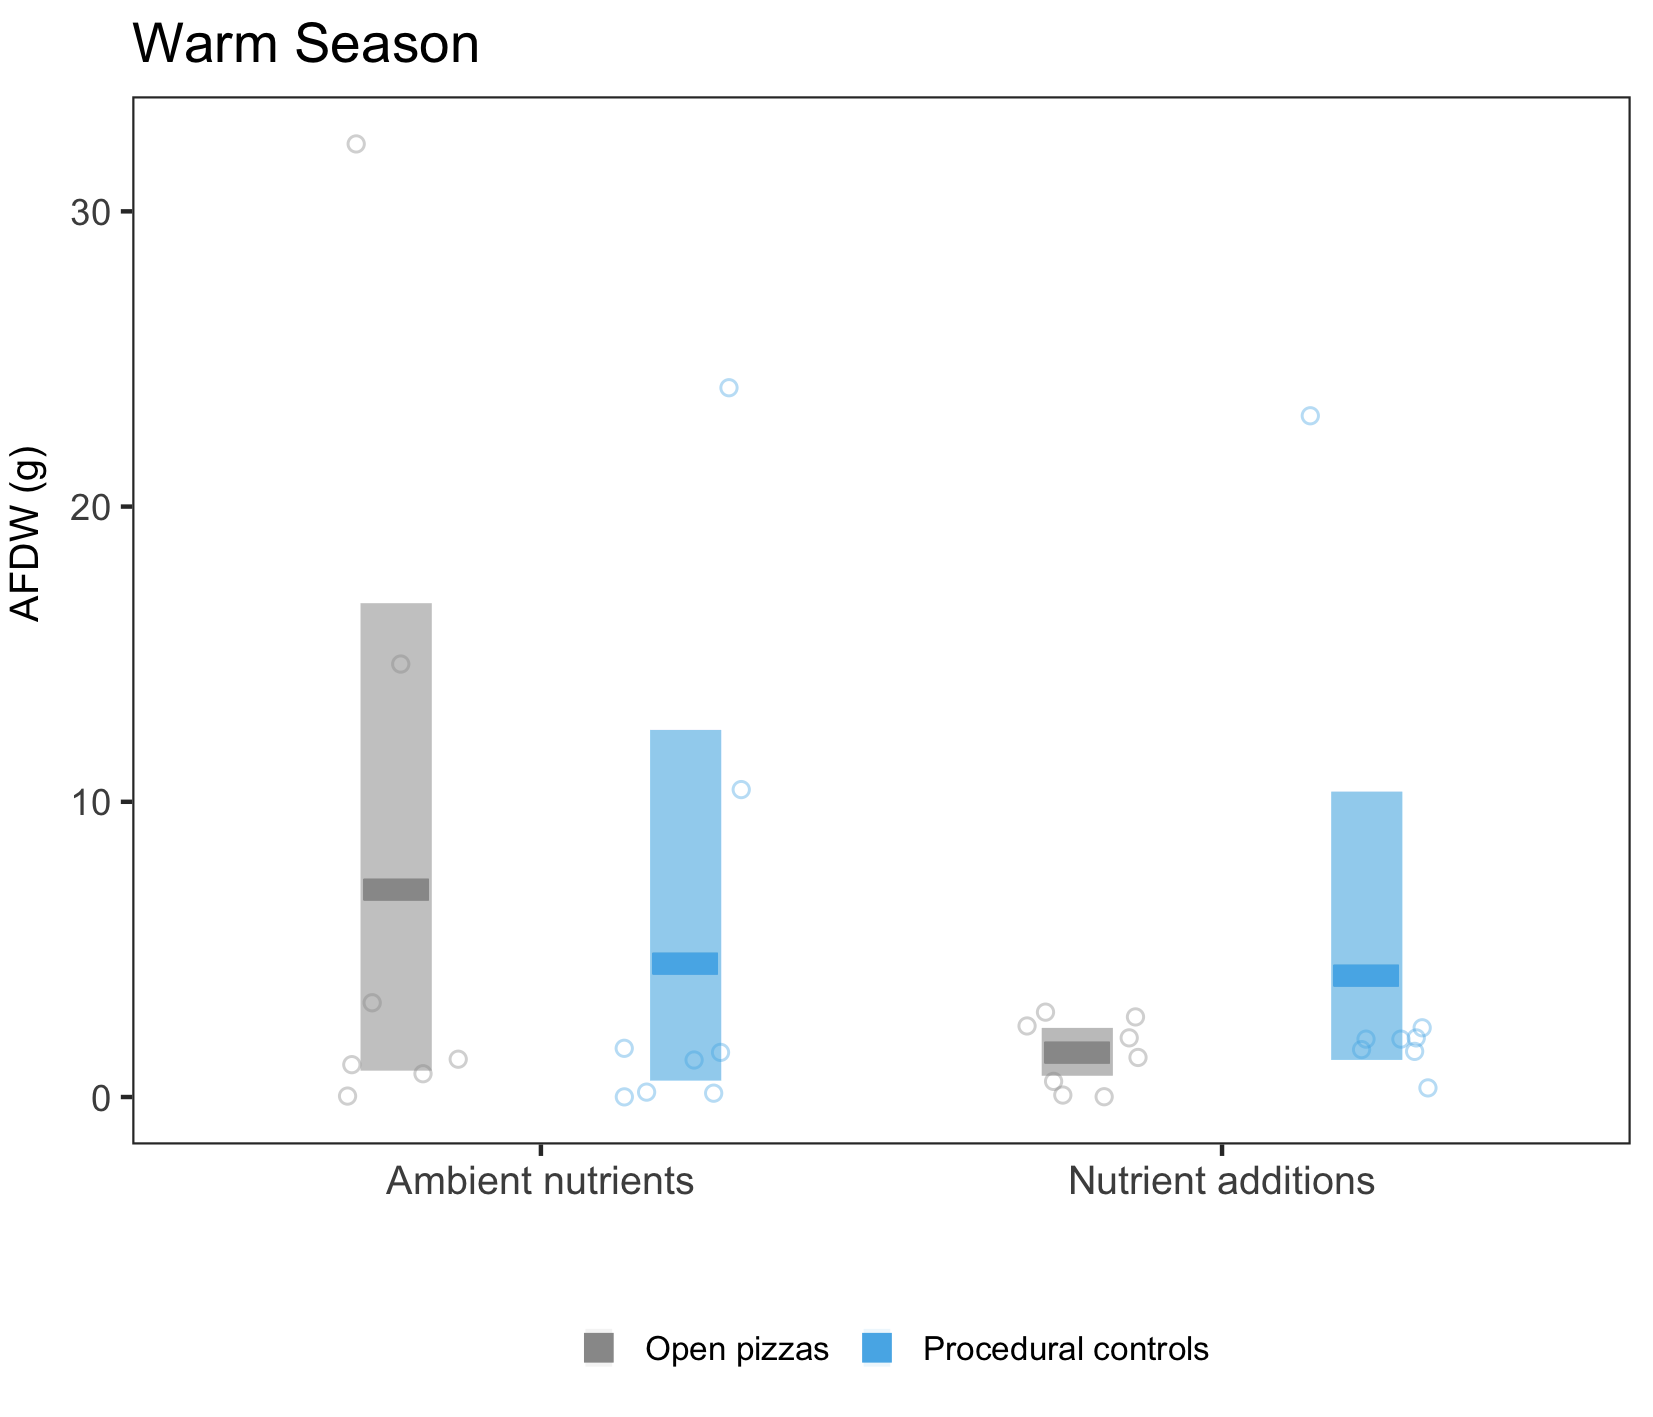 Warm Season
AFDW (g)
30
20
10
0
Ambient nutrients
Nutrient additions
Open pizzas
Procedural controls